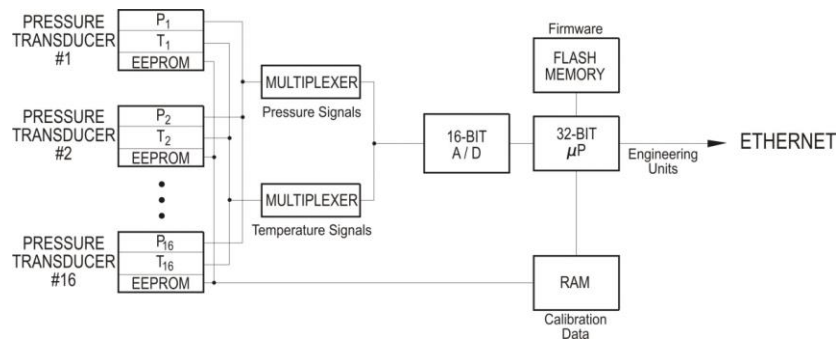 PRESSURE
TRANSDUCER
#1
P1
T1
EEPROM
PRESSURE
TRANSDUCER
#2
P2
T2
EEPROM
PRESSURE
TRANSDUCER
#16
P16
T16
EEPROM
MULTIPLEXER
Pressure Signals
MULTIPLEXER
Temperature Signals
16-BIT
A / D
Firmware
FLASH
MEMORY
32-BIT
µP
Engineering
Units
ETHERNET
RAM
Calibration
Data